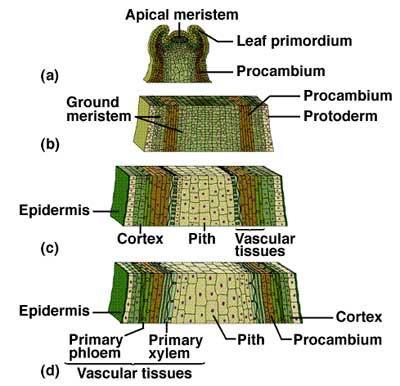 Apical meristem
Leaf primordium
Procambium
(a)
Ground
meristem
Procambium
Protoderm
(b)
Epidermis
Cortex
Pith
Vascular
tissues
(c)
Epidermis
Cortex
Primary
phloem
Primary
xylem
Pith
Procambium
(d)
Vascular tissues